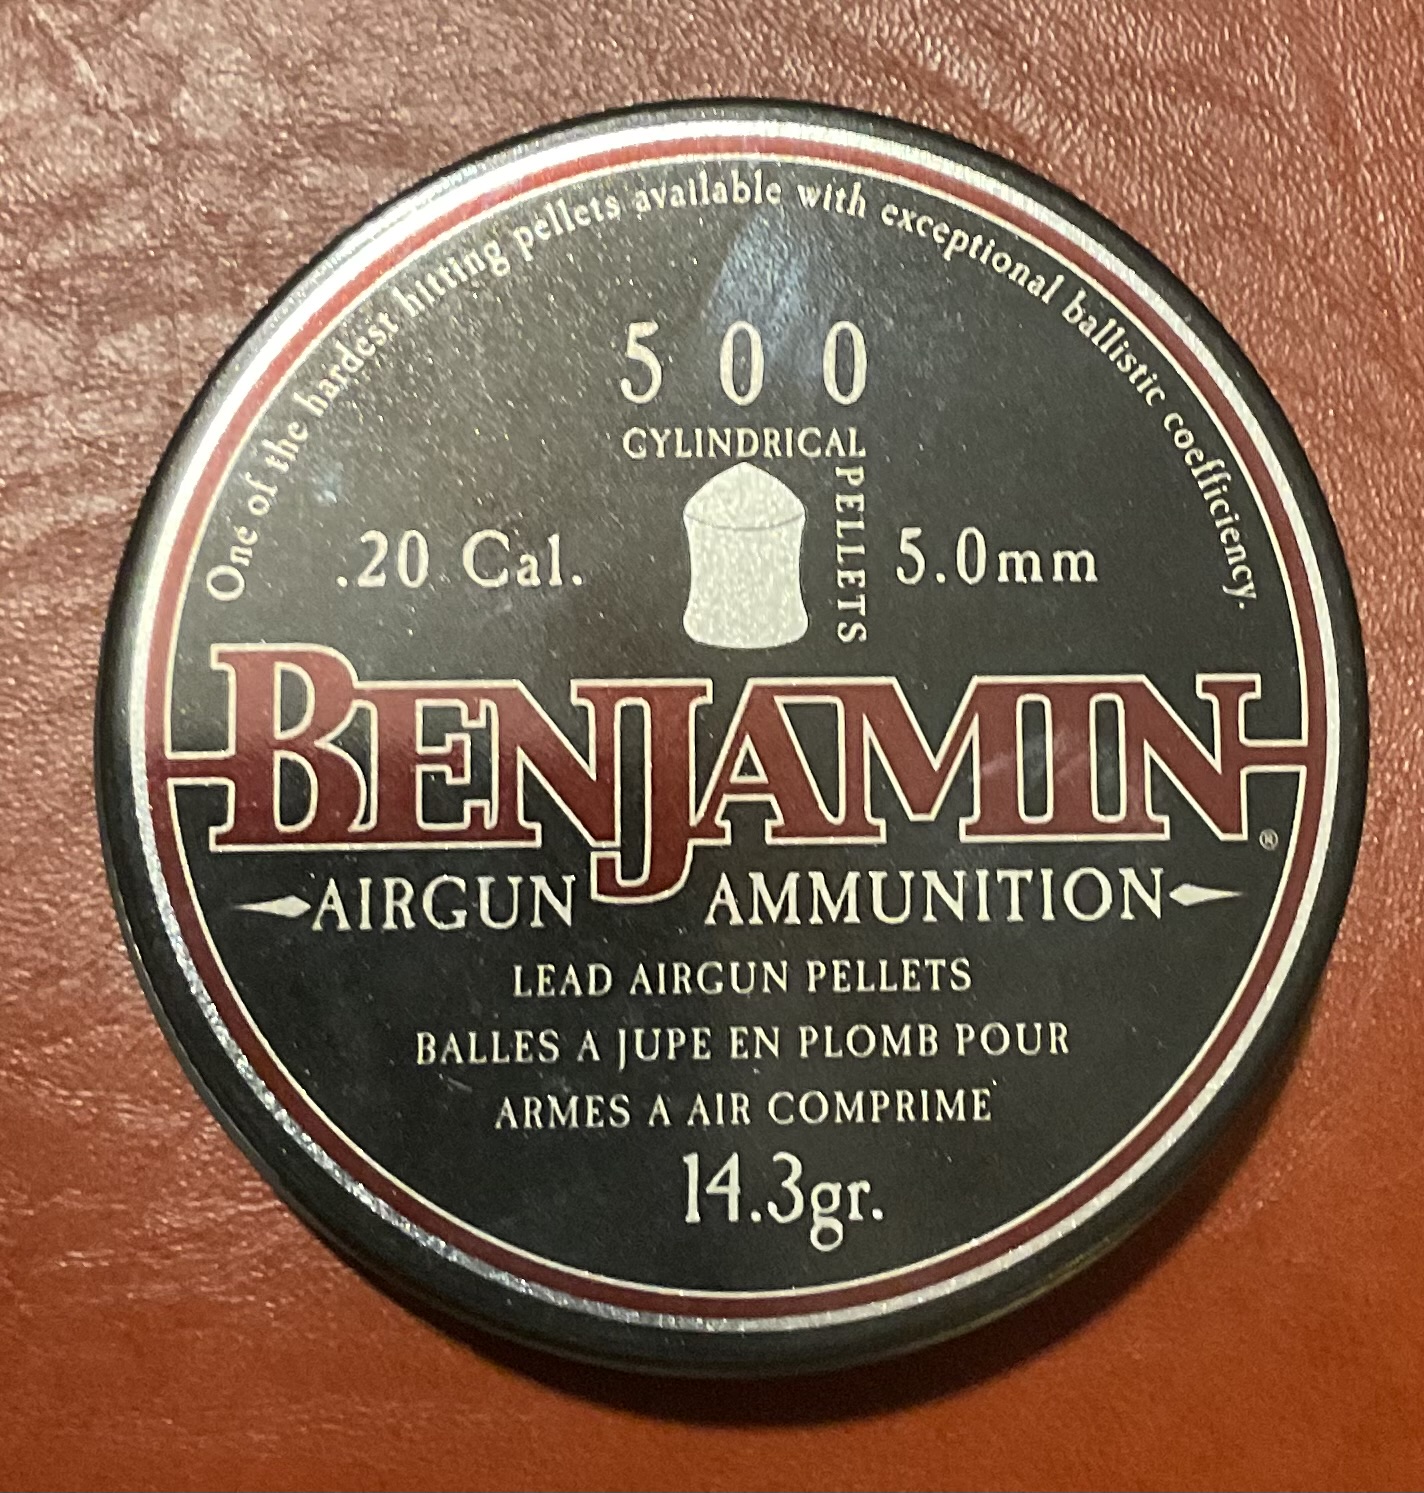 One of the hardest hitting pellets available with exceptional ballistic coefficiency.
500
CYLINDRICAL
PELLETS
.20 Cal.
5.0mm
BENJAMIN®
AIRGUN AMMUNITION
LEAD AIRGUN PELLETS
BALLES A JUPE EN PLOMB POUR
ARMES A AIR COMPRIME
14.3gr.